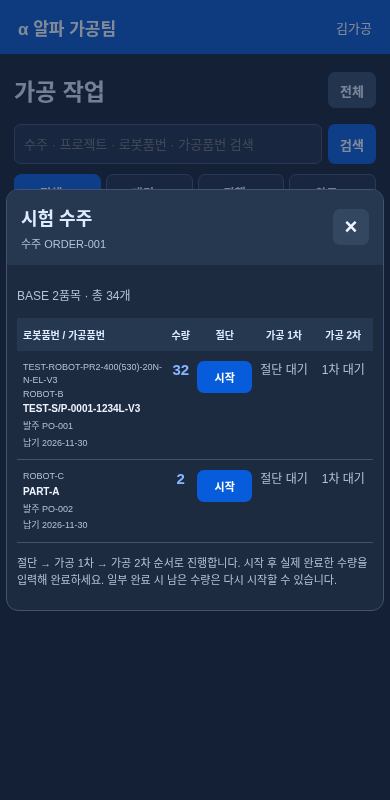 α 알파 가공팀
김가공
가공 작업
전체
수주 · 프로젝트 · 로봇품번 · 가공품번 검색
검색
시험 수주
수주 ORDER-001
×
BASE 2품목 · 총 34개
로봇품번 / 가공품번 수량 절단 가공 1차 가공 2차
TEST-ROBOT-PR2-400(530)-20N-
N-EL-V3
ROBOT-B
TEST-S/P-0001-1234L-V3
발주 PO-001
납기 2026-11-30
32 시작 절단 대기 1차 대기
ROBOT-C
PART-A
발주 PO-002
납기 2026-11-30
2 시작 절단 대기 1차 대기
절단 → 가공 1차 → 가공 2차 순서로 진행합니다. 시작 후 실제 완료한 수량을
입력해 완료하세요. 일부 완료 시 남은 수량은 다시 시작할 수 있습니다.